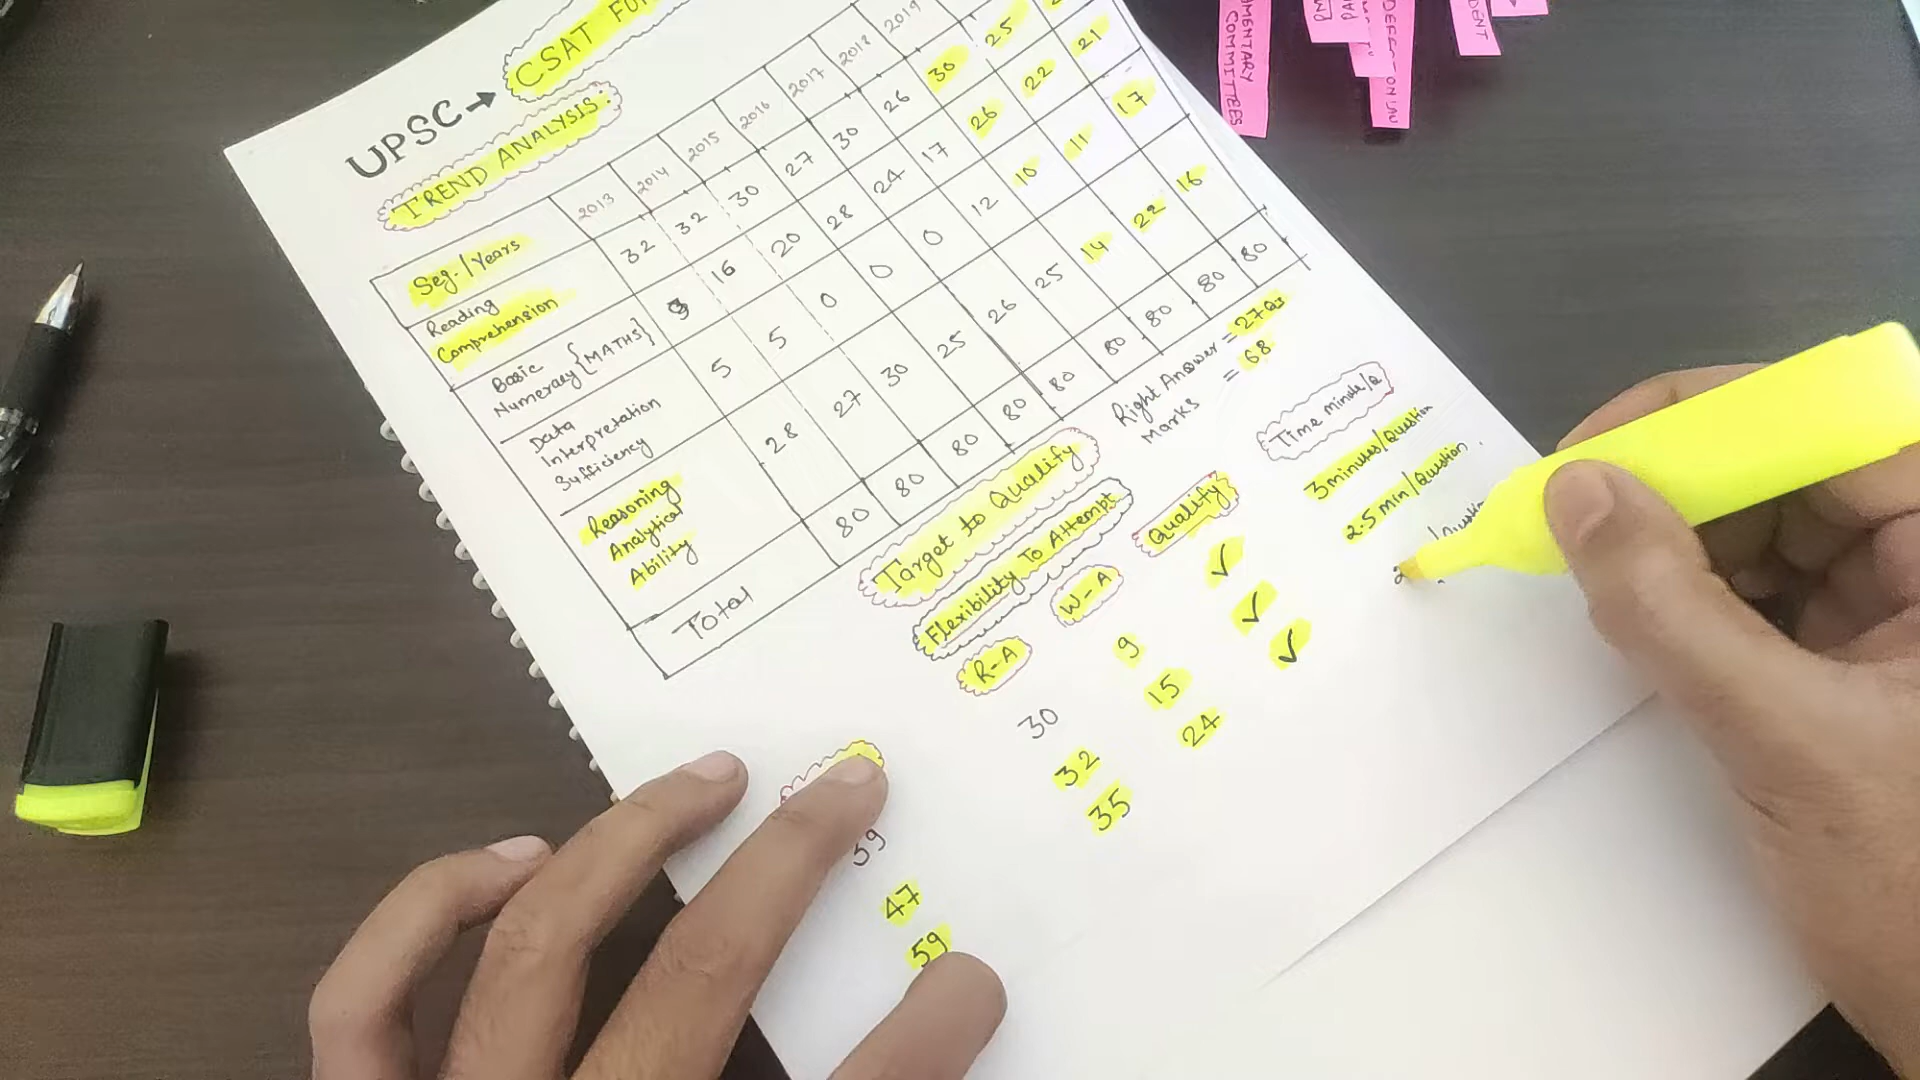 UPSC → CSAT
TREND ANALYSIS:
Seg./Years 2013 2014 2015 2016 2017 2018 2019
Reading Comprehension 32 32 30 27 30 26 30 25
Basic Numeracy {MATHS} 16 20 28 24 17 26 22 21
Data Interpretation Sufficiency 5 5 0 0 0 12 10 11 17
Reasoning Analytical Ability 28 27 30 25 26 25 14 22 16
Total 80 80 80 80 80 80 80 80 80
Target to Qualify
Right Answer = 27 Qs
Marks = 68
Flexibility To Attempt
R-A W-A Qualify Time minute/Q
39 30 9 ✓ 3 minutes/Question
47 32 15 ✓ 2.5 min/Question.
59 35 24 ✓
MENTARY COMMITTEES